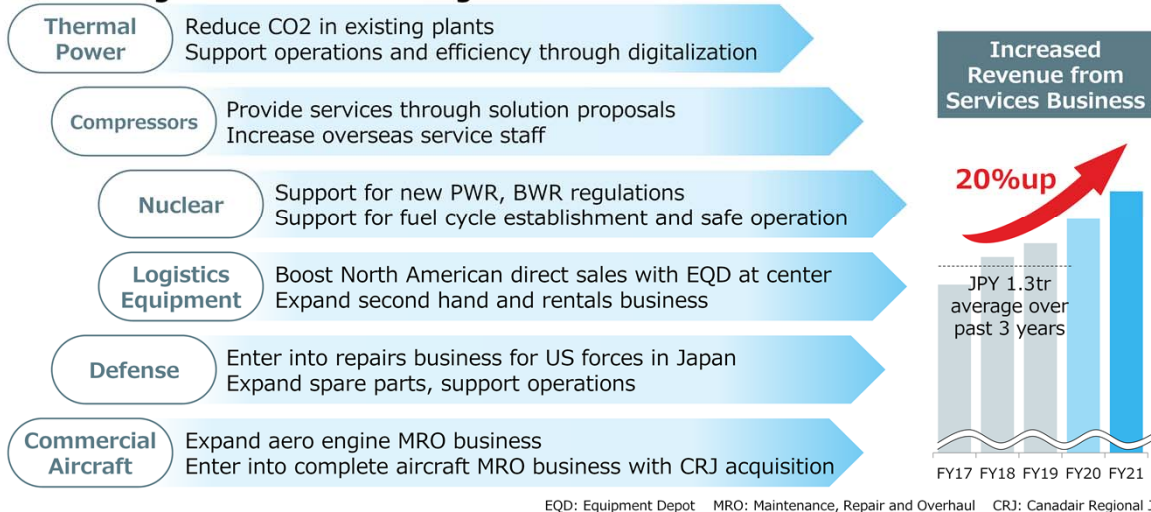 Thermal
Power
Reduce CO2 in existing plants
Support operations and efficiency through digitalization
Compressors
Provide services through solution proposals
Increase overseas service staff
Nuclear
Support for new PWR, BWR regulations
Support for fuel cycle establishment and safe operation
Logistics
Equipment
Boost North American direct sales with EQD at center
Expand second hand and rentals business
Defense
Enter into repairs business for US forces in Japan
Expand spare parts, support operations
Commercial
Aircraft
Expand aero engine MRO business
Enter into complete aircraft MRO business with CRJ acquisition
Increased
Revenue from
Services Business
20%up
JPY 1.3tr
average over
past 3 years
FY17 FY18 FY19 FY20 FY21
EQD: Equipment Depot MRO: Maintenance, Repair and Overhaul CRJ: Canadair Regional